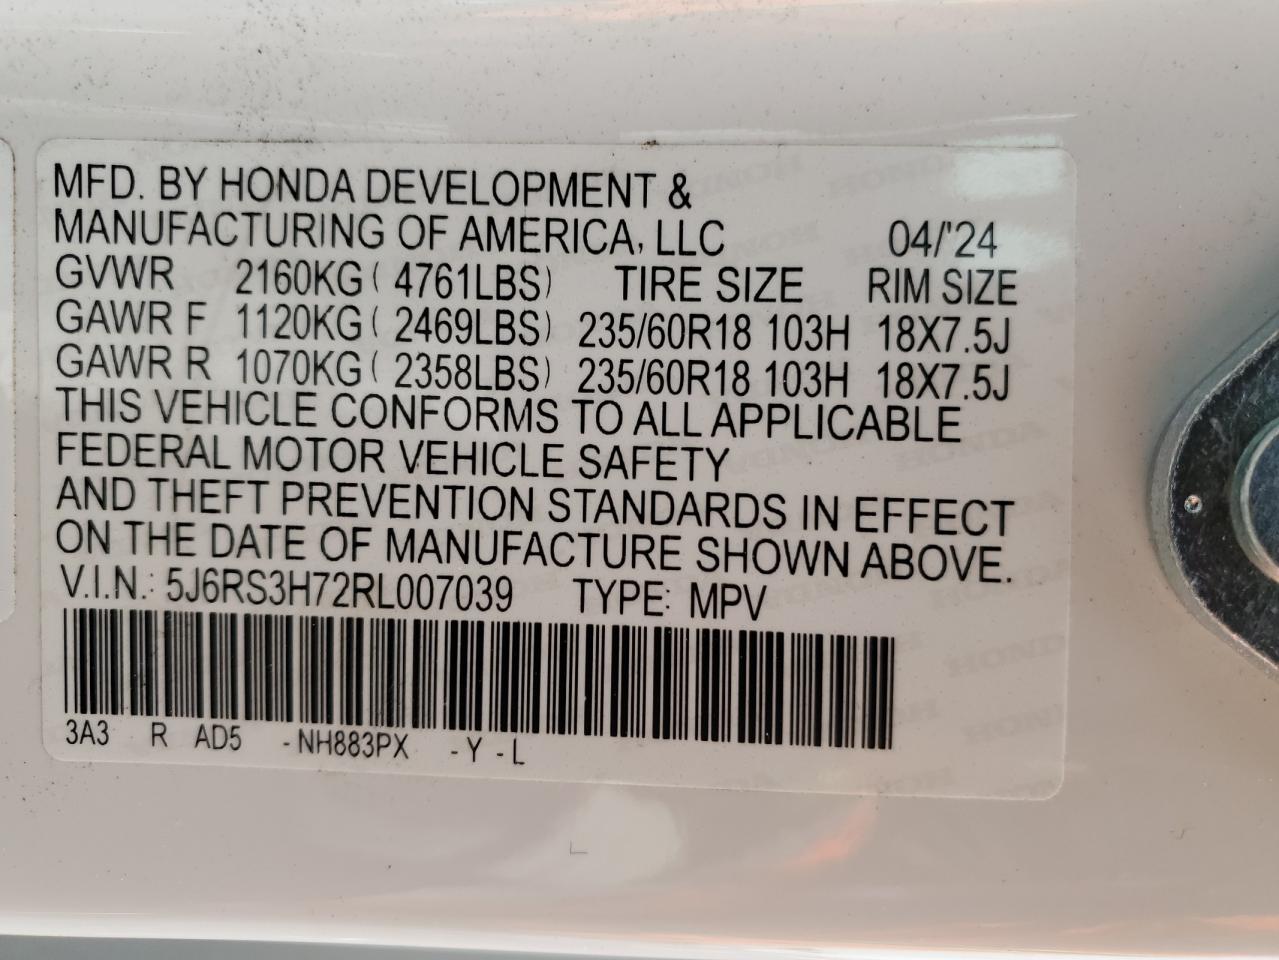 MFD. BY HONDA DEVELOPMENT &
MANUFACTURING OF AMERICA, LLC 04/'24
GVWR 2160KG ( 4761LBS) TIRE SIZE RIM SIZE
GAWR F 1120KG ( 2469LBS) 235/60R18 103H 18X7.5J
GAWR R 1070KG ( 2358LBS) 235/60R18 103H 18X7.5J
THIS VEHICLE CONFORMS TO ALL APPLICABLE
FEDERAL MOTOR VEHICLE SAFETY
AND THEFT PREVENTION STANDARDS IN EFFECT
ON THE DATE OF MANUFACTURE SHOWN ABOVE.
V.I.N.: 5J6RS3H72RL007039 TYPE: MPV
3A3 R AD5 -NH883PX -Y -L